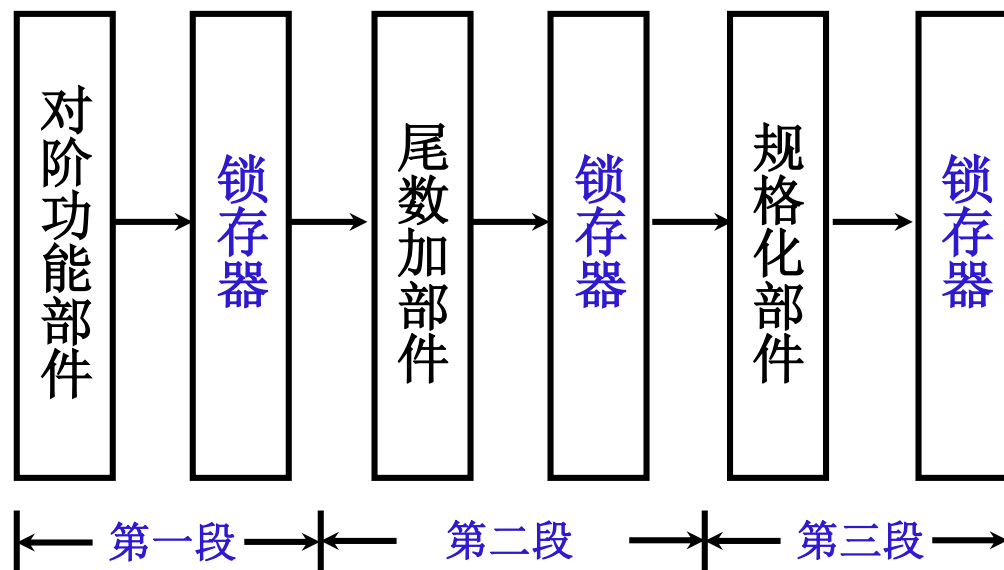 对阶功能部件
锁存器
尾数加部件
锁存器
规格化部件
锁存器
第一段
第二段
第三段